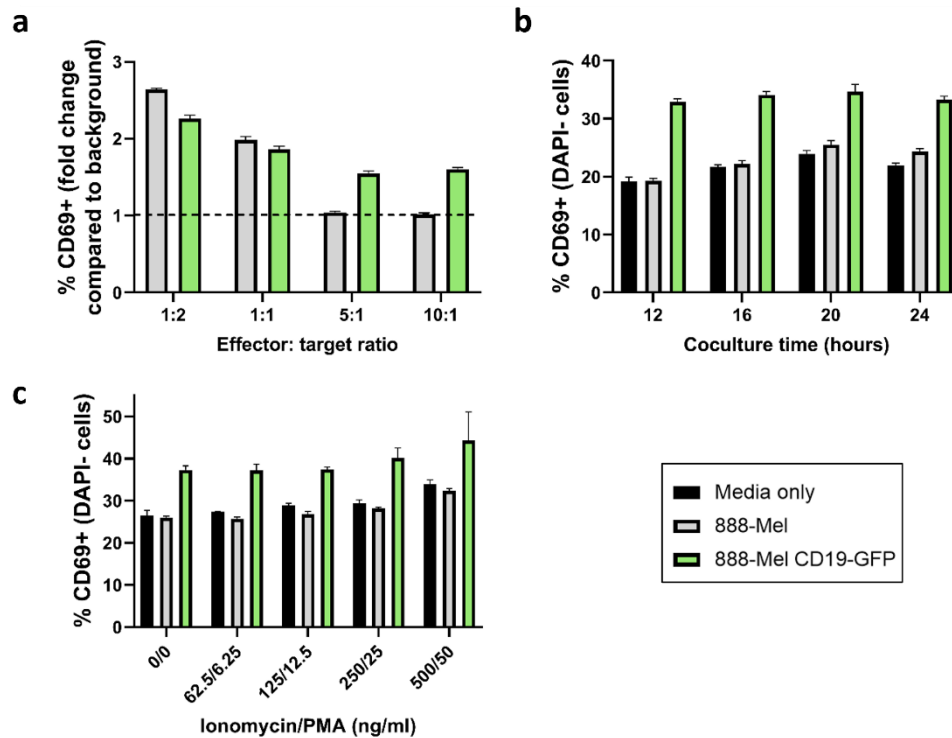 a
% CD69+ (fold change
compared to background)
3
2
1
0
1:2 1:1 5:1 10:1
Effector: target ratio
b
% CD69+ (DAPI- cells)
40
30
20
10
0
12 16 20 24
Coculture time (hours)
c
% CD69+ (DAPI- cells)
50
40
30
20
10
0
0/0 62.5/6.25 125/12.5 250/25 500/50
Ionomycin/PMA (ng/ml)
Media only
888-Mel
888-Mel CD19-GFP